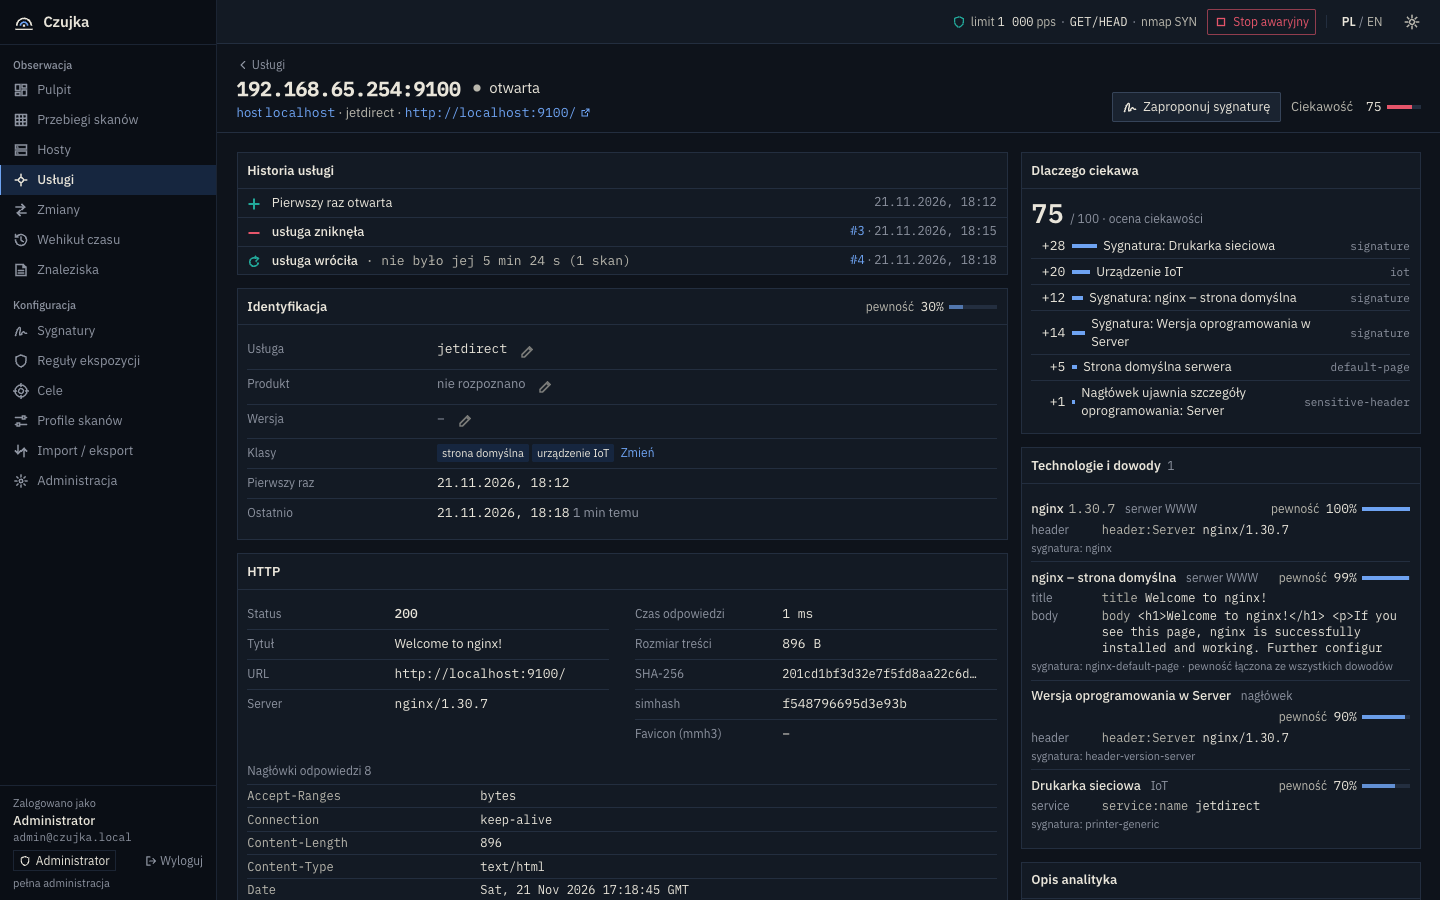 Czujka
limit 1 000 pps · GET/HEAD · nmap SYN
Stop awaryjny
PL / EN
Obserwacja
Pulpit
Przebiegi skanów
Hosty
Usługi
Zmiany
Wehikuł czasu
Znaleziska
Konfiguracja
Sygnatury
Reguły ekspozycji
Cele
Profile skanów
Import / eksport
Administracja
Zalogowano jako
Administrator
admin@czujka.local
Administrator
Wyloguj
pełna administracja
Usługi
192.168.65.254:9100 otwarta
host localhost · jetdirect · http://localhost:9100/
Zaproponuj sygnaturę
Ciekawość 75
Historia usługi
Pierwszy raz otwarta 21.11.2026, 18:12
usługa zniknęła #3 · 21.11.2026, 18:15
usługa wróciła · nie było jej 5 min 24 s (1 skan) #4 · 21.11.2026, 18:18
Identyfikacja pewność 30%
Usługa jetdirect
Produkt nie rozpoznano
Wersja –
Klasy strona domyślna urządzenie IoT Zmień
Pierwszy raz 21.11.2026, 18:12
Ostatnio 21.11.2026, 18:18 1 min temu
HTTP
Status 200
Tytuł Welcome to nginx!
URL http://localhost:9100/
Server nginx/1.30.7
Czas odpowiedzi 1 ms
Rozmiar treści 896 B
SHA-256 201cd1bf3d32e7f5fd8aa22c6d…
simhash f548796695d3e93b
Favicon (mmh3) –
Nagłówki odpowiedzi 8
Accept-Ranges bytes
Connection keep-alive
Content-Length 896
Content-Type text/html
Date Sat, 21 Nov 2026 17:18:45 GMT
Dlaczego ciekawa
75 / 100 · ocena ciekawości
+28 Sygnatura: Drukarka sieciowa signature
+20 Urządzenie IoT iot
+12 Sygnatura: nginx – strona domyślna signature
+14 Sygnatura: Wersja oprogramowania w
Server signature
+5 Strona domyślna serwera default-page
+1 Nagłówek ujawnia szczegóły
oprogramowania: Server sensitive-header
Technologie i dowody 1
nginx 1.30.7 serwer WWW pewność 100%
header header:Server nginx/1.30.7
sygnatura: nginx
nginx – strona domyślna serwer WWW pewność 99%
title title Welcome to nginx!
body body <h1>Welcome to nginx!</h1> <p>If you
see this page, nginx is successfully
installed and working. Further configur
sygnatura: nginx-default-page · pewność łączona ze wszystkich dowodów
Wersja oprogramowania w Server nagłówek
pewność 90%
header header:Server nginx/1.30.7
sygnatura: header-version-server
Drukarka sieciowa IoT pewność 70%
service service:name jetdirect
sygnatura: printer-generic
Opis analityka